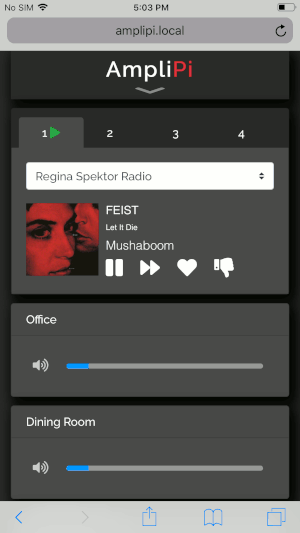 No SIM 5:03 PM
amplipi.local
AmpliPi
1 2 3 4
Regina Spektor Radio
FEIST
Let It Die
Mushaboom
Office
Dining Room